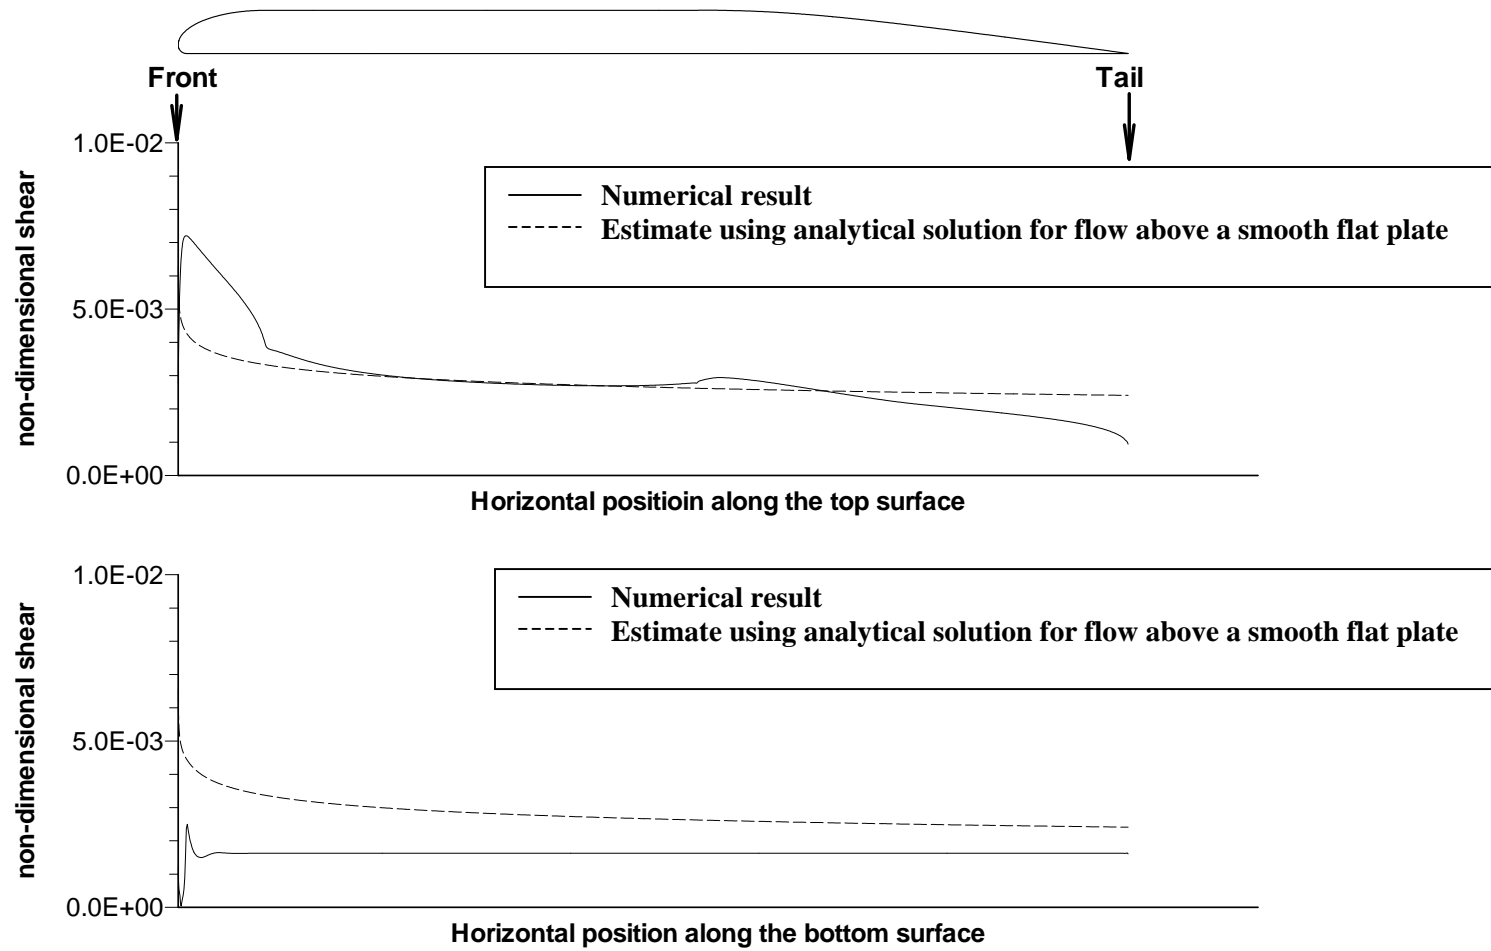 Front
Tail
1.0E-02
5.0E-03
0.0E+00
non-dimensional shear
Numerical result
Estimate using analytical solution for flow above a smooth flat plate
Horizontal positioin along the top surface
1.0E-02
5.0E-03
0.0E+00
non-dimensional shear
Numerical result
Estimate using analytical solution for flow above a smooth flat plate
Horizontal position along the bottom surface